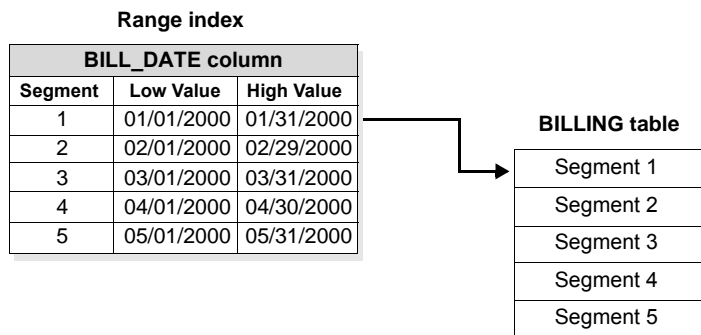 Range index
BILL_DATE column
Segment Low Value High Value
1 01/01/2000 01/31/2000
2 02/01/2000 02/29/2000
3 03/01/2000 03/31/2000
4 04/01/2000 04/30/2000
5 05/01/2000 05/31/2000
BILLING table
Segment 1
Segment 2
Segment 3
Segment 4
Segment 5